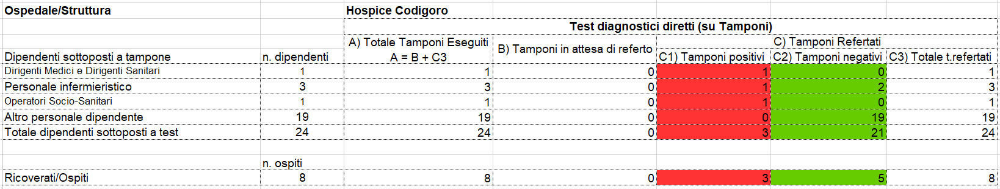 Ospedale/Struttura Hospice Codigoro
Test diagnostici diretti (su Tamponi)
A) Totale Tamponi Eseguiti
A = B + C3
B) Tamponi in attesa di referto
C) Tamponi Refertati
Dipendenti sottoposti a tampone n. dipendenti C1) Tamponi positivi C2) Tamponi negativi C3) Totale t.refertati
Dirigenti Medici e Dirigenti Sanitari 1 1 0 1 0 1
Personale infermieristico 3 3 0 1 2 3
Operatori Socio-Sanitari 1 1 0 1 0 1
Altro personale dipendente 19 19 0 0 19 19
Totale dipendenti sottoposti a test 24 24 0 3 21 24
n. ospiti
Ricoverati/Ospiti 8 8 0 3 5 8